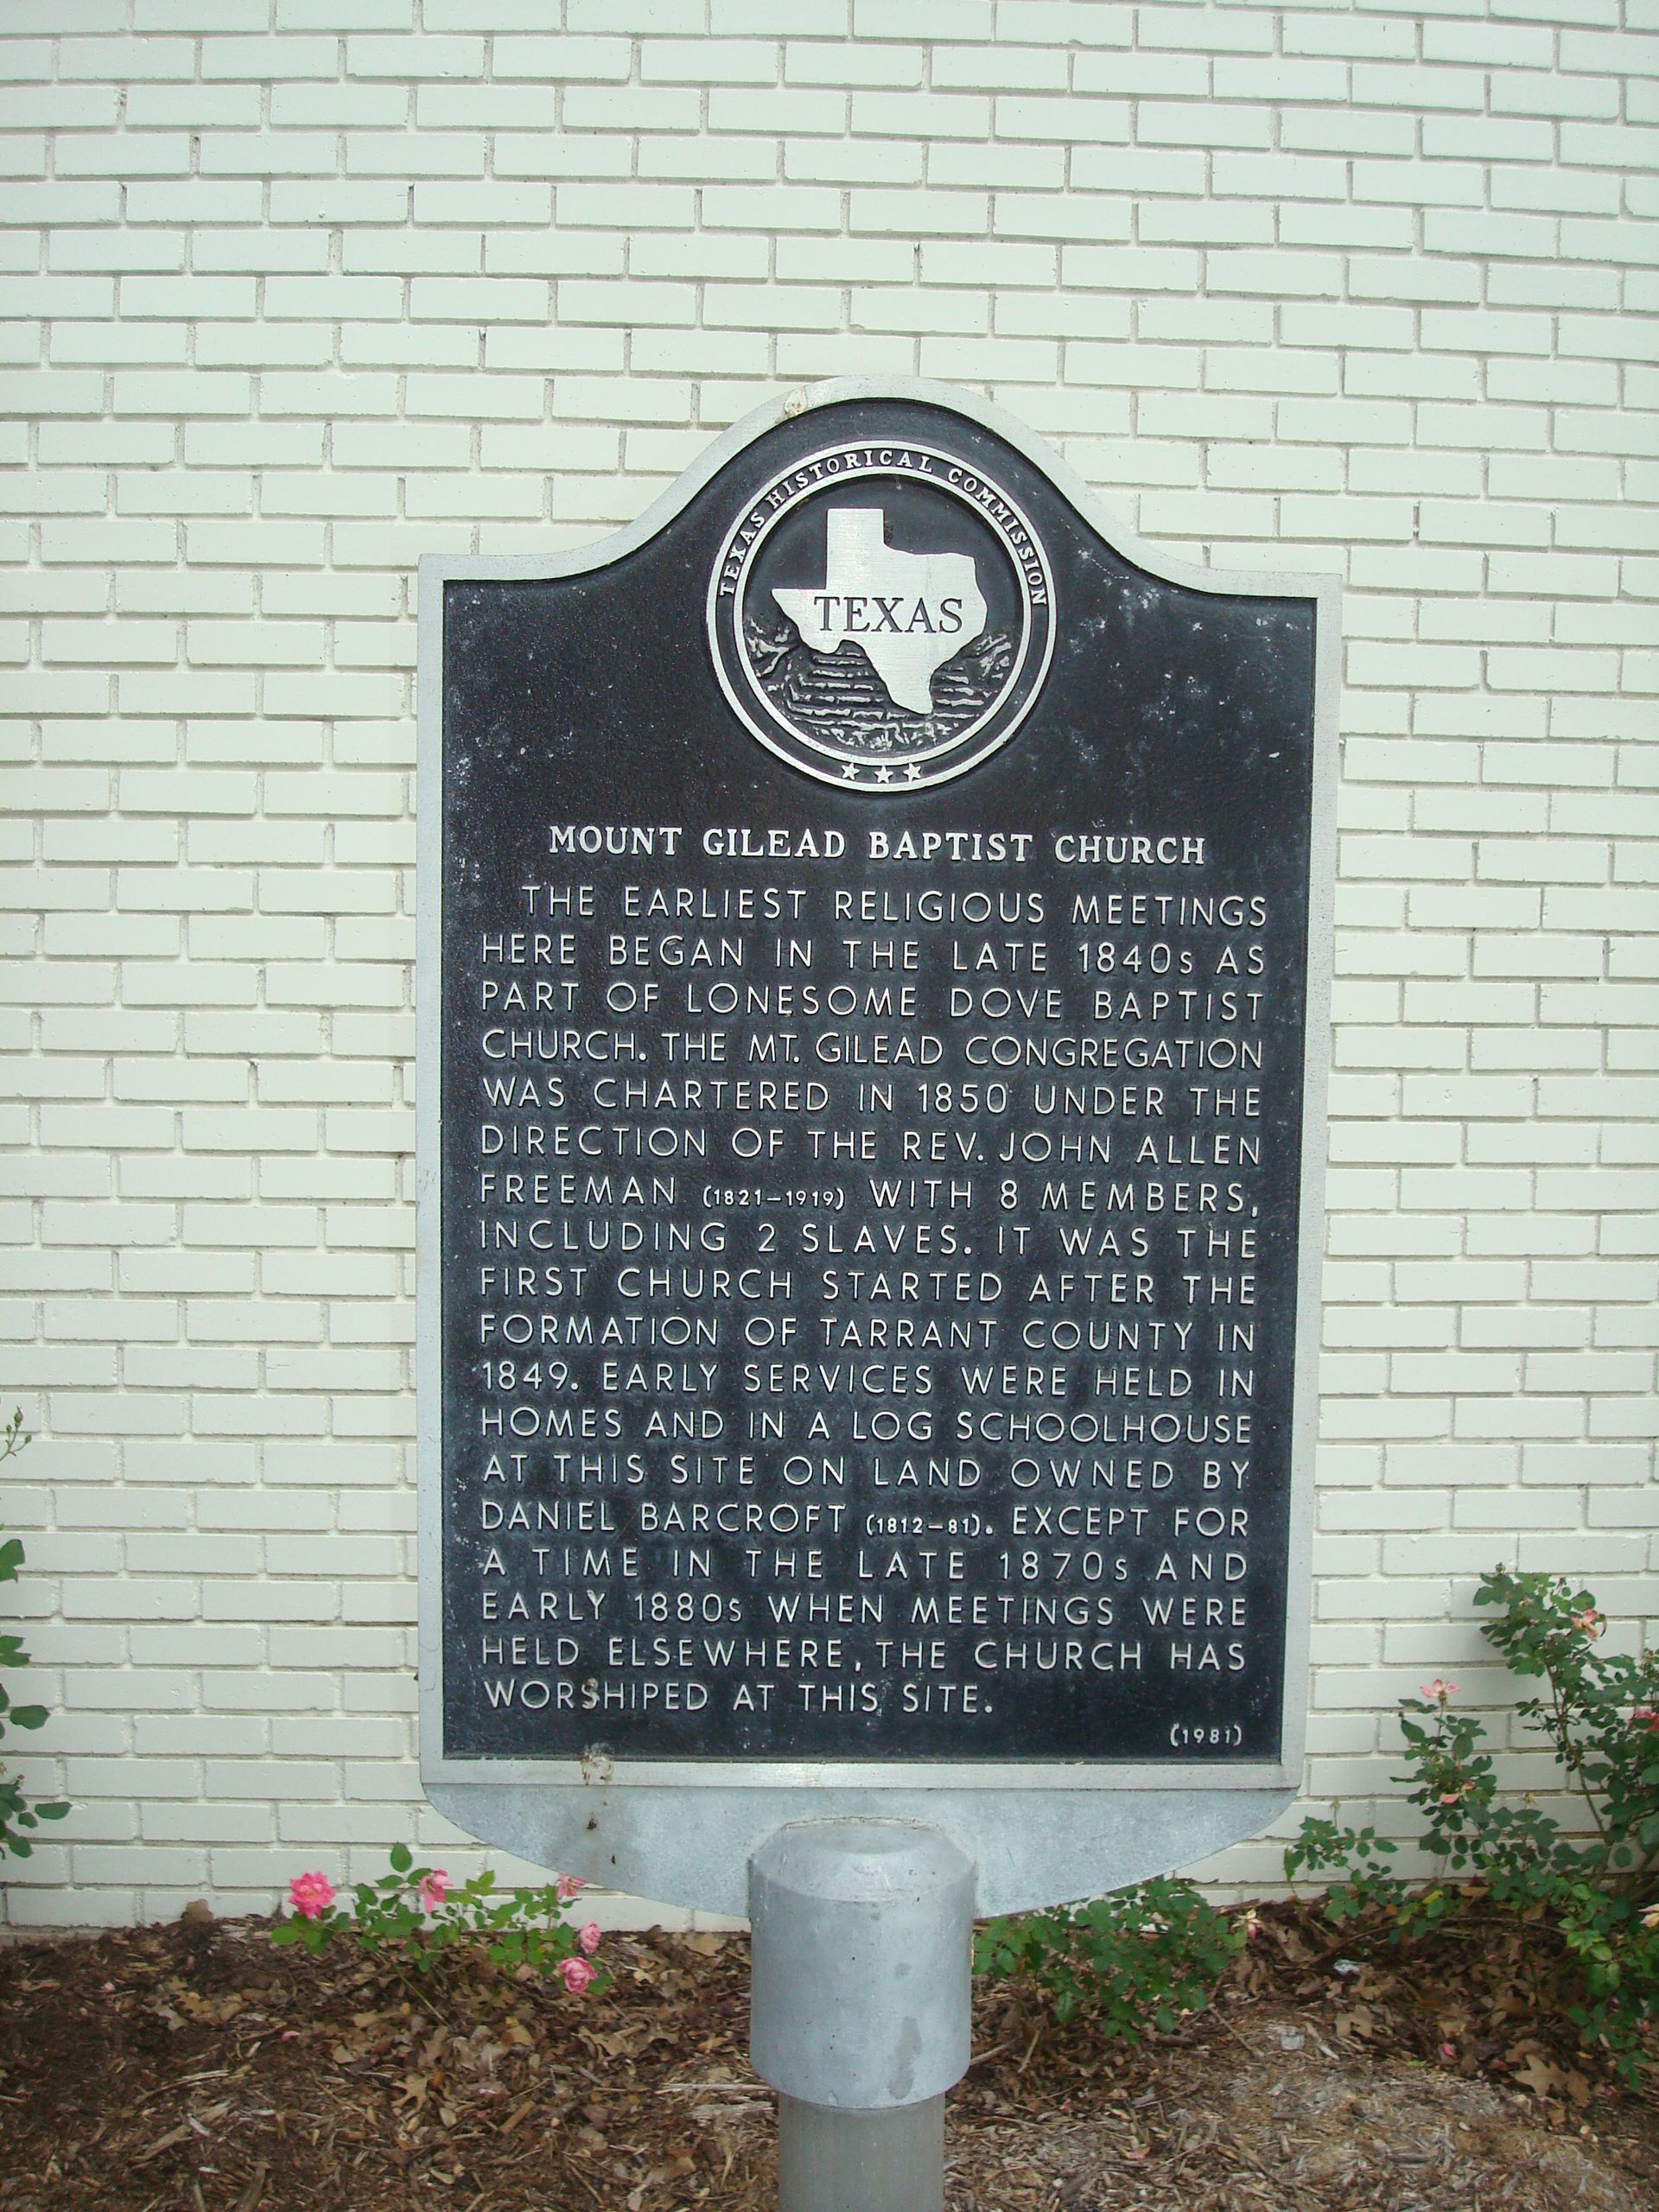 TEXAS HISTORICAL COMMISSION
TEXAS
MOUNT GILEAD BAPTIST CHURCH
THE EARLIEST RELIGIOUS MEETINGS
HERE BEGAN IN THE LATE 1840s AS
PART OF LONESOME DOVE BAPTIST
CHURCH. THE MT. GILEAD CONGREGATION
WAS CHARTERED IN 1850 UNDER THE
DIRECTION OF THE REV. JOHN ALLEN
FREEMAN (1821-1919) WITH 8 MEMBERS,
INCLUDING 2 SLAVES. IT WAS THE
FIRST CHURCH STARTED AFTER THE
FORMATION OF TARRANT COUNTY IN
1849. EARLY SERVICES WERE HELD IN
HOMES AND IN A LOG SCHOOLHOUSE
AT THIS SITE ON LAND OWNED BY
DANIEL BARCROFT (1812-81). EXCEPT FOR
A TIME IN THE LATE 1870s AND
EARLY 1880s WHEN MEETINGS WERE
HELD ELSEWHERE, THE CHURCH HAS
WORSHIPED AT THIS SITE.
(1981)